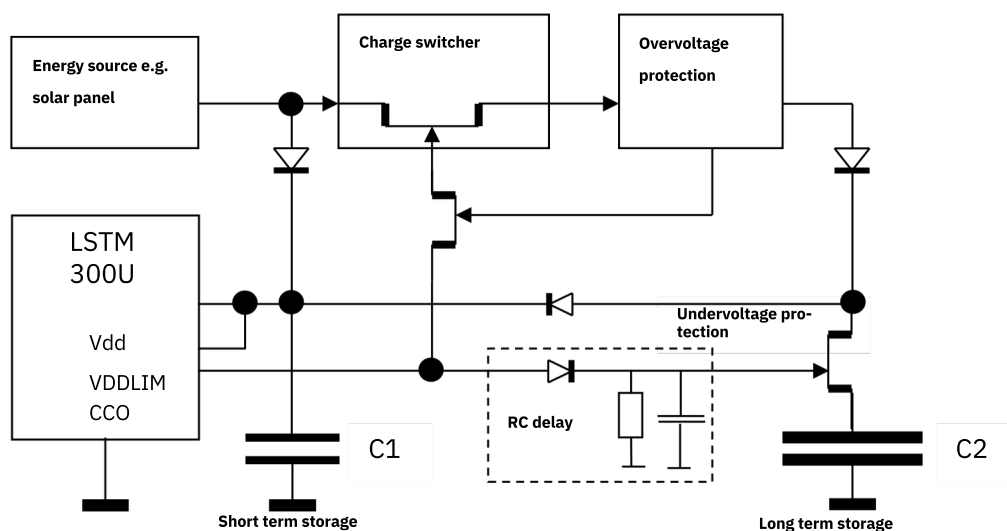 Energy source e.g.
solar panel
Charge switcher
Overvoltage
protection
LSTM
300U
Vdd
VDDLIM
CCO
Undervoltage pro-
tection
RC delay
C1
C2
Short term storage
Long term storage